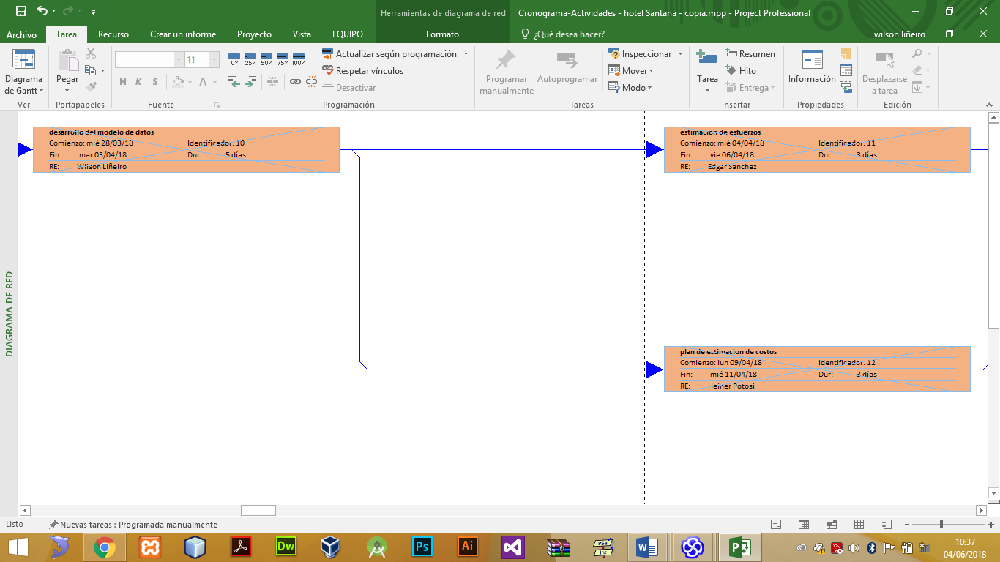 Herramientas de diagrama de red
Cronograma-Actividades - hotel Santana - copia.mpp - Project Professional
Archivo
Tarea
Recurso
Crear un informe
Proyecto
Vista
EQUIPO
Formato
¿Qué desea hacer?
wilson liñeiro
Diagrama
de Gantt
Ver
Pegar
Portapapeles
11
N K S
A
Fuente
0% 25% 50% 75% 100%
Actualizar según programación
Respetar vínculos
Desactivar
Programación
Programar
manualmente
Autoprogramar
Inspeccionar
Mover
Modo
Tareas
Tarea
Resumen
Hito
Entrega
Insertar
Información
Propiedades
Desplazarse
a tarea
Edición
DIAGRAMA DE RED
desarrollo del modelo de datos
Comienzo: mié 28/03/18 Identificador: 10
Fin: mar 03/04/18 Dur: 5 días
RE: Wilson Liñeiro
estimacion de esfuerzos
Comienzo: mié 04/04/18 Identificador: 11
Fin: vie 06/04/18 Dur: 3 días
RE: Edgar Sanchez
plan de estimacion de costos
Comienzo: lun 09/04/18 Identificador: 12
Fin: mié 11/04/18 Dur: 3 días
RE: Heiner Potosi
Listo
Nuevas tareas : Programada manualmente
Dw
Ps
Ai
PSe
Int
10:37
04/06/2018